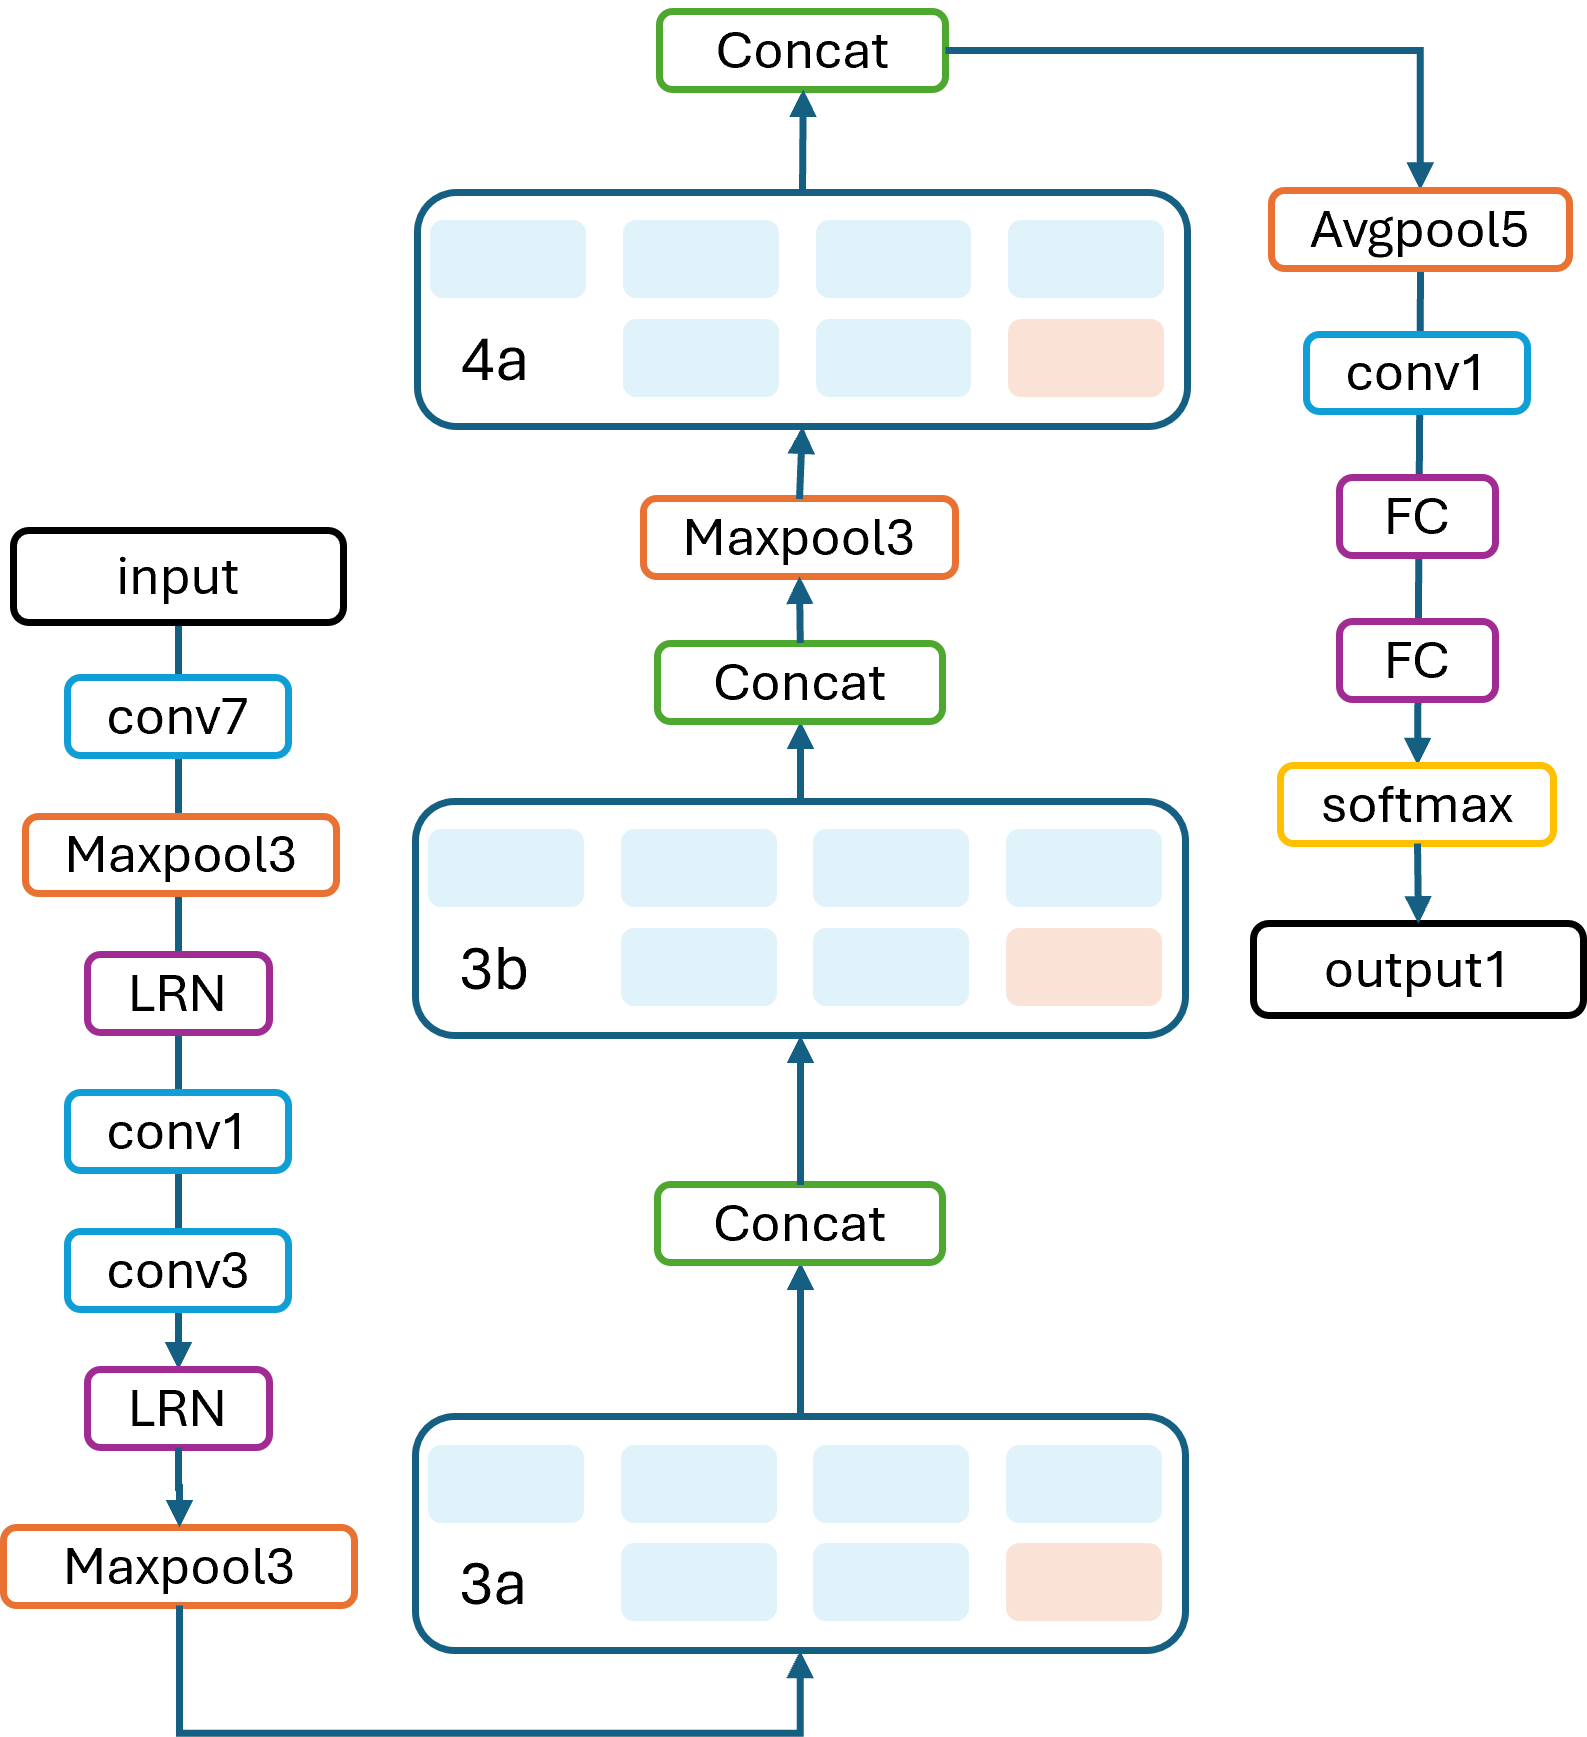 input
conv7
Maxpool3
LRN
conv1
conv3
LRN
Maxpool3
3a
Concat
3b
Concat
Maxpool3
4a
Concat
Avgpool5
conv1
FC
FC
softmax
output1